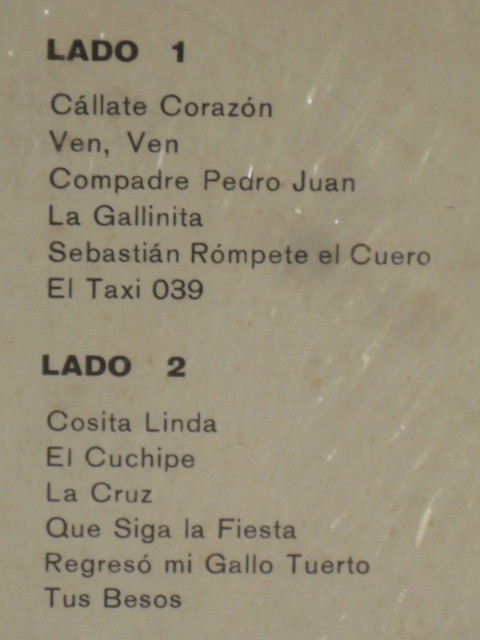 LADO 1
Cállate Corazón
Ven, Ven
Compadre Pedro Juan
La Gallinita
Sebastián Rómpete el Cuero
El Taxi 039
LADO 2
Cosita Linda
El Cuchipe
La Cruz
Que Siga la Fiesta
Regresó mi Gallo Tuerto
Tus Besos